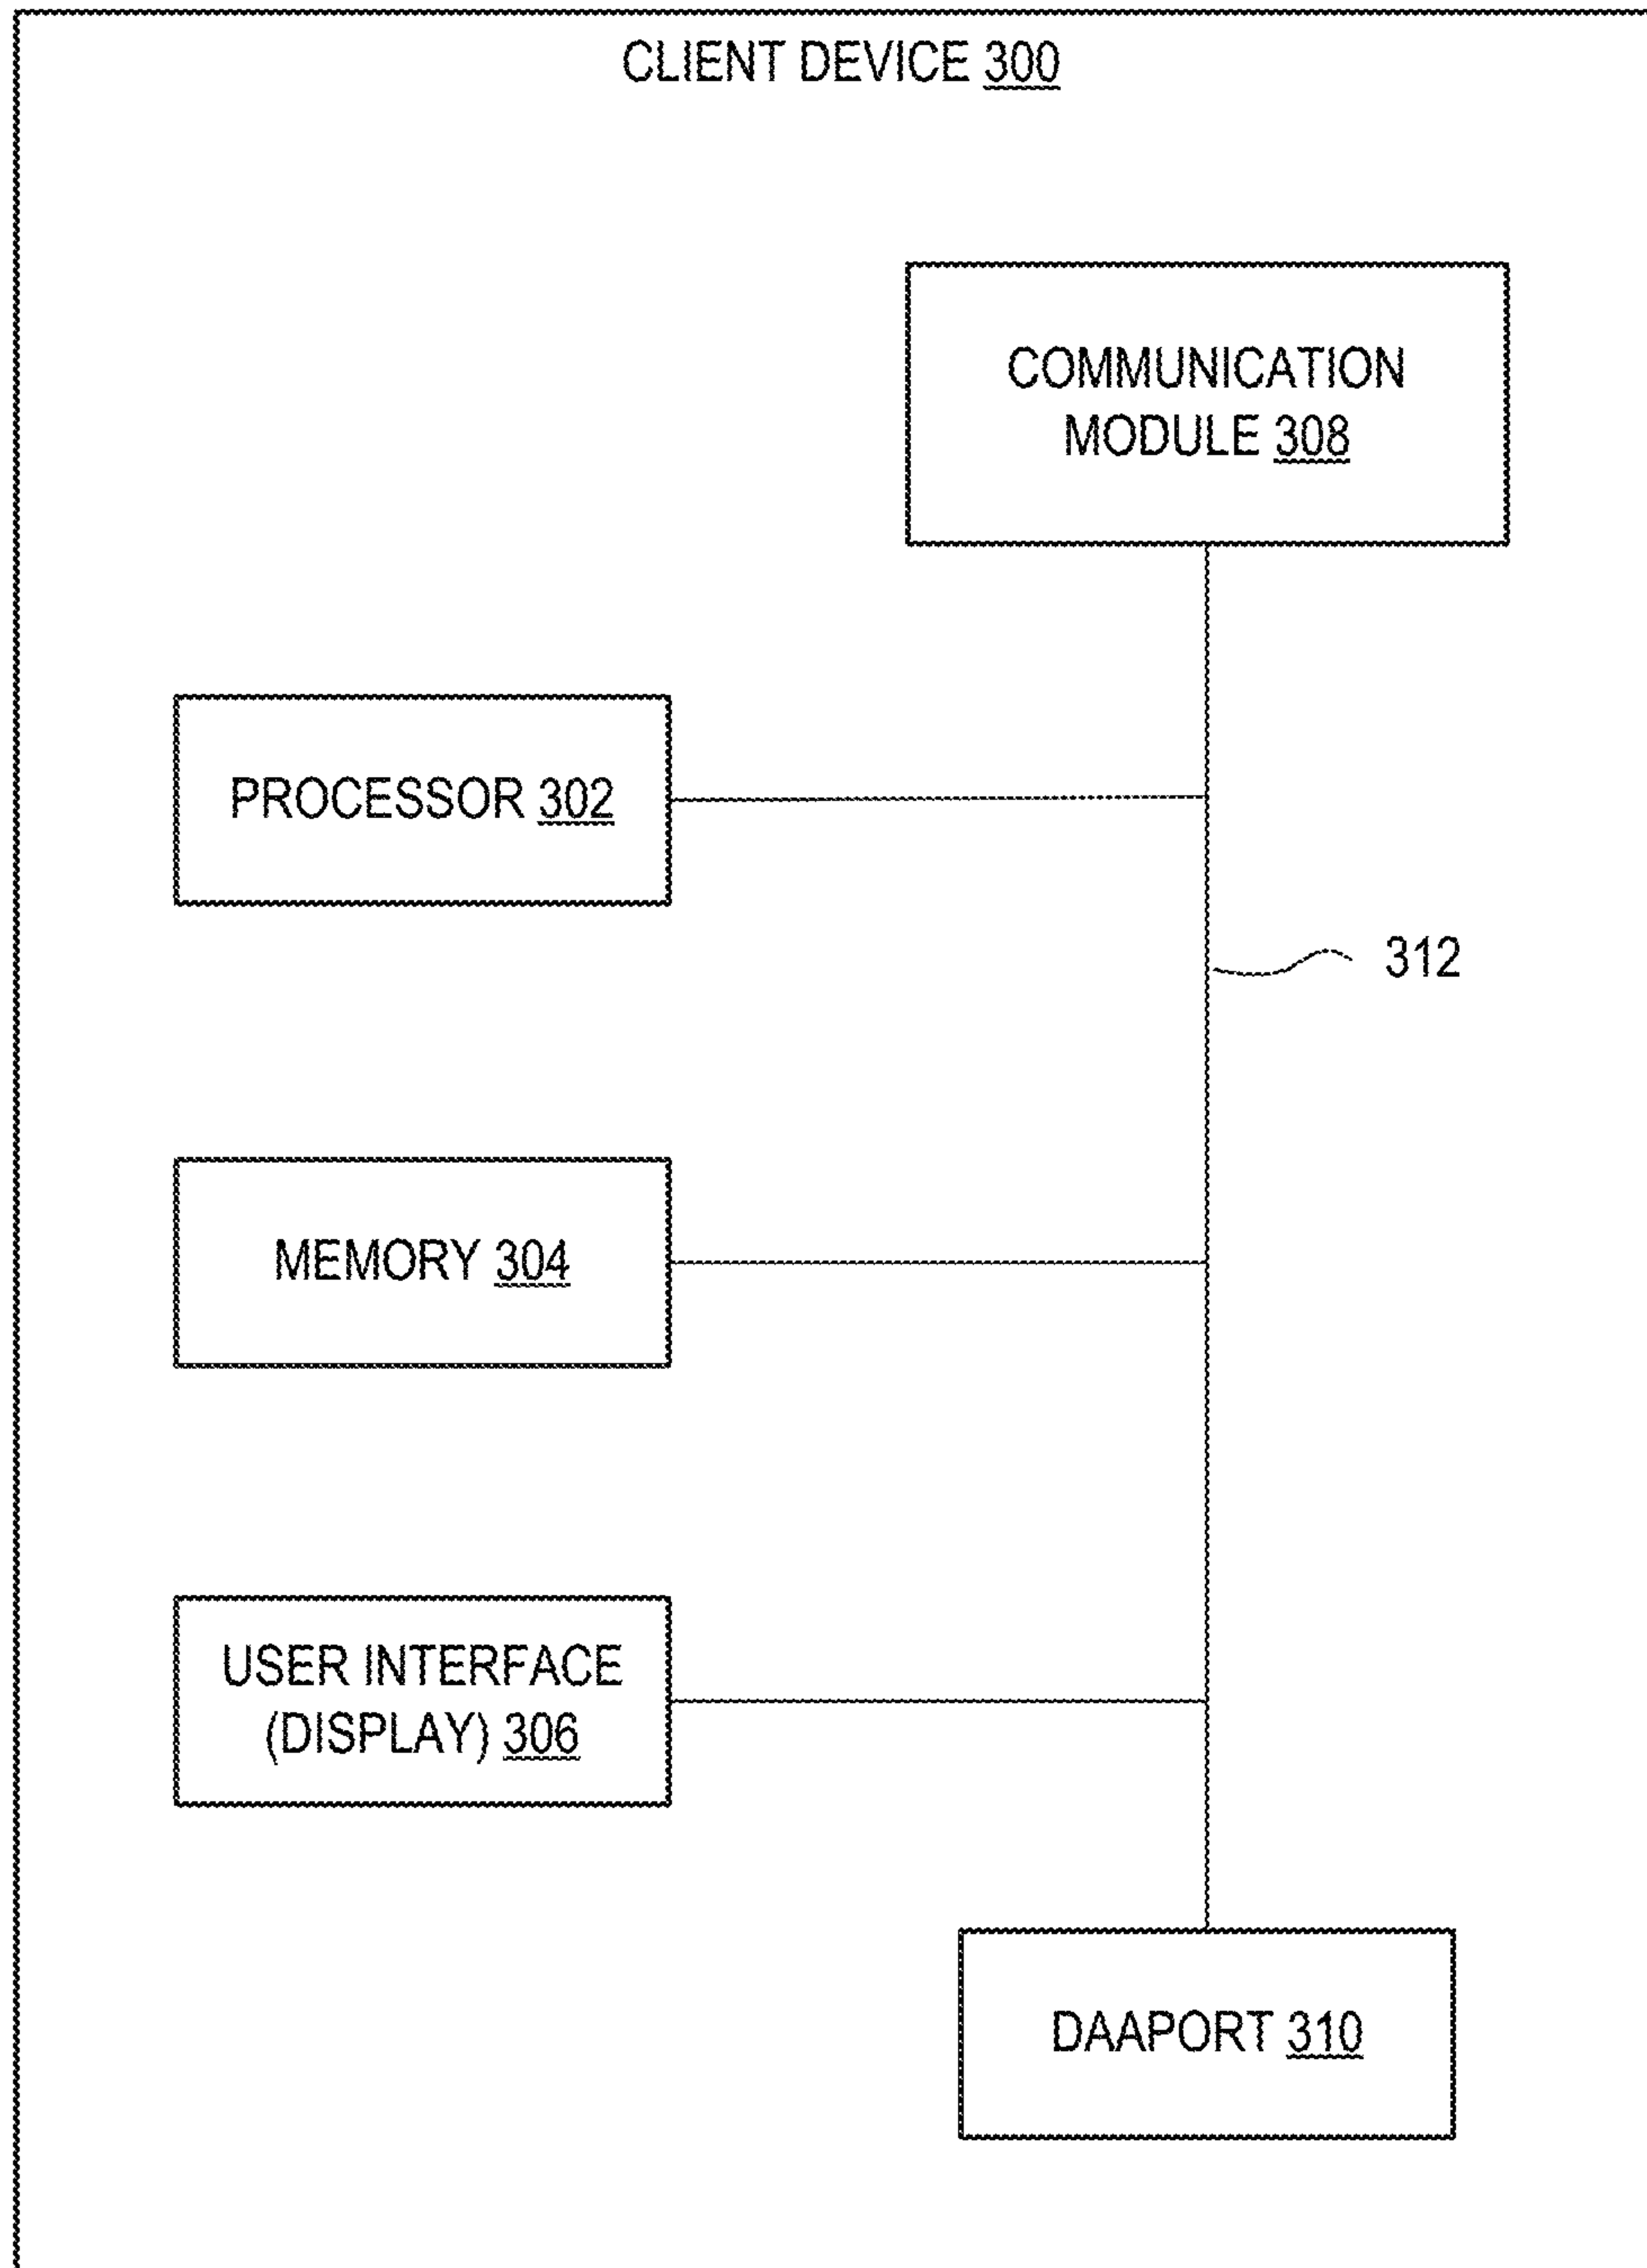 CLIENT DEVICE 300
COMMUNICATION
MODULE 308
PROCESSOR 302
312
MEMORY 304
USER INTERFACE
(DISPLAY) 306
DAAPORT 310